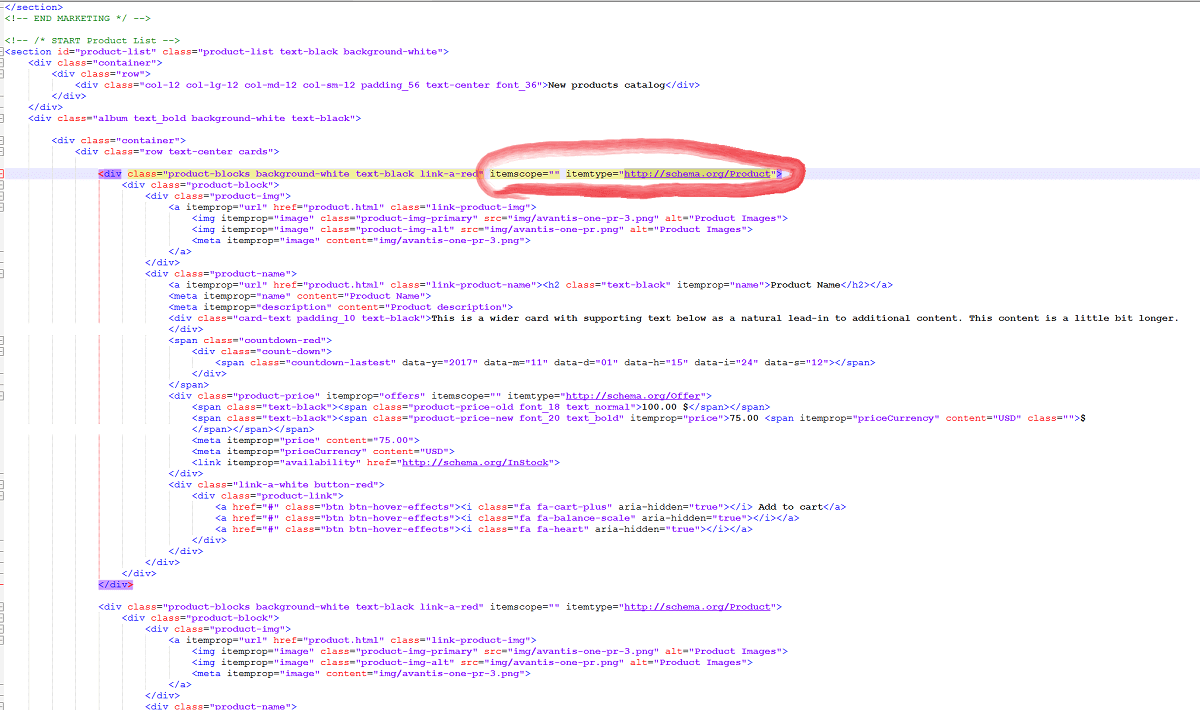 </section>
<!-- END MARKETING */ -->
<!-- /* START Product List -->
<section id="product-list" class="product-list text-black background-white">
<div class="container">
<div class="row">
<div class="col-12 col-lg-12 col-md-12 col-sm-12 padding_56 text-center font_36">New products catalog</div>
</div>
</div>
<div class="album text_bold background-white text-black">
<div class="container">
<div class="row text-center cards">
<div class="product-blocks background-white text-black link-a-red" itemscope="" itemtype="http://schema.org/Product">
<div class="product-block">
<div class="product-img">
<a itemprop="url" href="product.html" class="link-product-img">
<img itemprop="image" class="product-img-primary" src="img/avantis-one-pr-3.png" alt="Product Images">
<img itemprop="image" class="product-img-alt" src="img/avantis-one-pr.png" alt="Product Images">
<meta itemprop="image" content="img/avantis-one-pr-3.png">
</a>
</div>
<div class="product-name">
<a itemprop="url" href="product.html" class="link-product-name"><h2 class="text-black" itemprop="name">Product Name</h2></a>
<meta itemprop="name" content="Product Name">
<meta itemprop="description" content="Product description">
<div class="card-text padding_10 text-black">This is a wider card with supporting text below as a natural lead-in to additional content. This content is a little bit longer.
</div>
<span class="countdown-red">
<div class="count-down">
<span class="countdown-lastest" data-y="2017" data-m="11" data-d="01" data-h="15" data-i="24" data-s="12"></span>
</div>
</span>
<div class="product-price" itemprop="offers" itemscope="" itemtype="http://schema.org/Offer">
<span class="text-black"><span class="product-price-old font_18 text_normal">100.00 $</span></span>
<span class="text-black"><span class="product-price-new font_20 text_bold" itemprop="price">75.00 <span itemprop="priceCurrency" content="USD" class="">$
</span></span></span>
<meta itemprop="price" content="75.00">
<meta itemprop="priceCurrency" content="USD">
<link itemprop="availability" href="http://schema.org/InStock">
</div>
<div class="link-a-white button-red">
<div class="product-link">
<a href="#" class="btn btn-hover-effects"><i class="fa fa-cart-plus" aria-hidden="true"></i> Add to cart</a>
<a href="#" class="btn btn-hover-effects"><i class="fa fa-balance-scale" aria-hidden="true"></i></a>
<a href="#" class="btn btn-hover-effects"><i class="fa fa-heart" aria-hidden="true"></i></a>
</div>
</div>
</div>
</div>
</div>
<div class="product-blocks background-white text-black link-a-red" itemscope="" itemtype="http://schema.org/Product">
<div class="product-block">
<div class="product-img">
<a itemprop="url" href="product.html" class="link-product-img">
<img itemprop="image" class="product-img-primary" src="img/avantis-one-pr-3.png" alt="Product Images">
<img itemprop="image" class="product-img-alt" src="img/avantis-one-pr.png" alt="Product Images">
<meta itemprop="image" content="img/avantis-one-pr-3.png">
</a>
</div>
<div class="product-name">